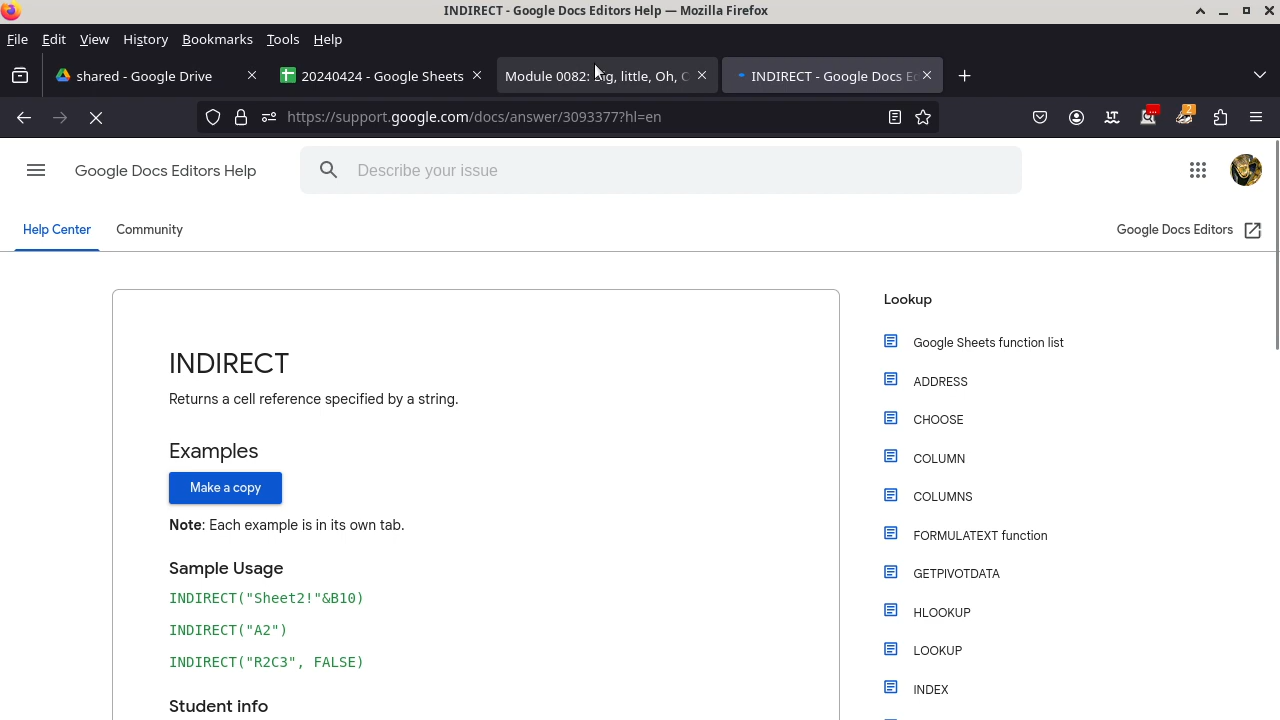 INDIRECT - Google Docs Editors Help — Mozilla Firefox
File Edit View History Bookmarks Tools Help
shared - Google Drive
20240424 - Google Sheets
Module 0082: Big, little, Oh, O
INDIRECT - Google Docs Ed
https://support.google.com/docs/answer/3093377?hl=en
... 2
Google Docs Editors Help
Describe your issue
Help Center
Community
Google Docs Editors
INDIRECT
Returns a cell reference specified by a string.
Examples
Make a copy
Note: Each example is in its own tab.
Sample Usage
INDIRECT("Sheet2!"&B10)
INDIRECT("A2")
INDIRECT("R2C3", FALSE)
Student info
Lookup
Google Sheets function list
ADDRESS
CHOOSE
COLUMN
COLUMNS
FORMULATEXT function
GETPIVOTDATA
HLOOKUP
LOOKUP
INDEX